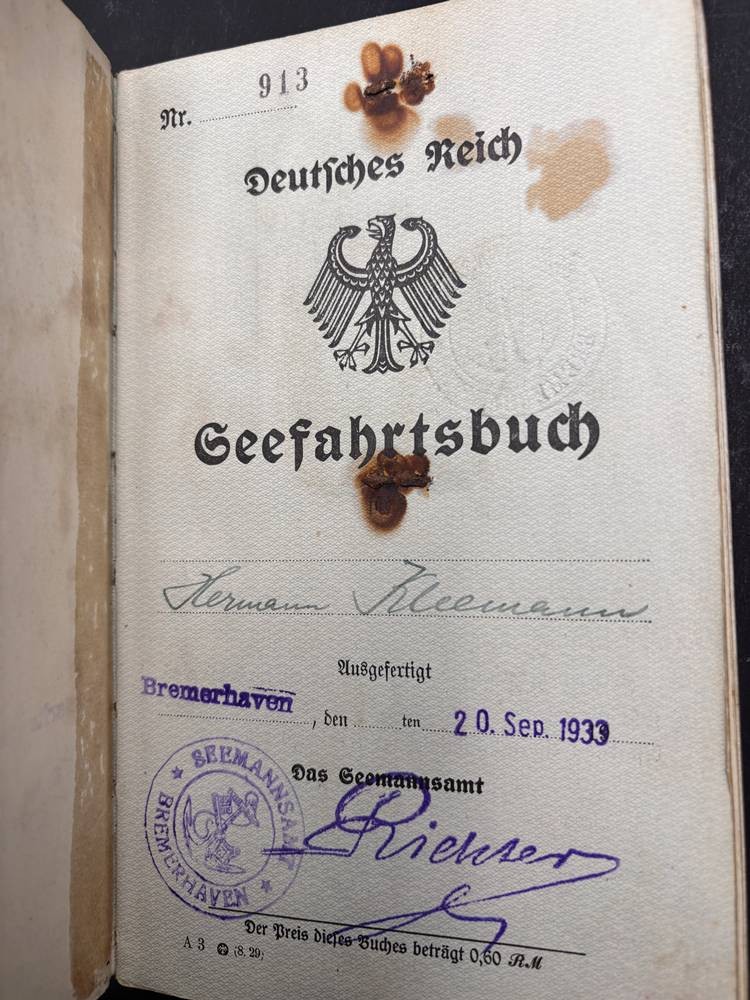 Nr. 913
Deutsches Reich
Seefahrtsbuch
Hermann Kleemann
Ausgefertigt
Bremerhaven, den ten 20. Sep. 1933
Das Seemannsamt
SEEMANNSAMT
BREMERHAVEN
Richter
Der Preis dieses Buches beträgt 0,60 RM
A 3 (8. 29)